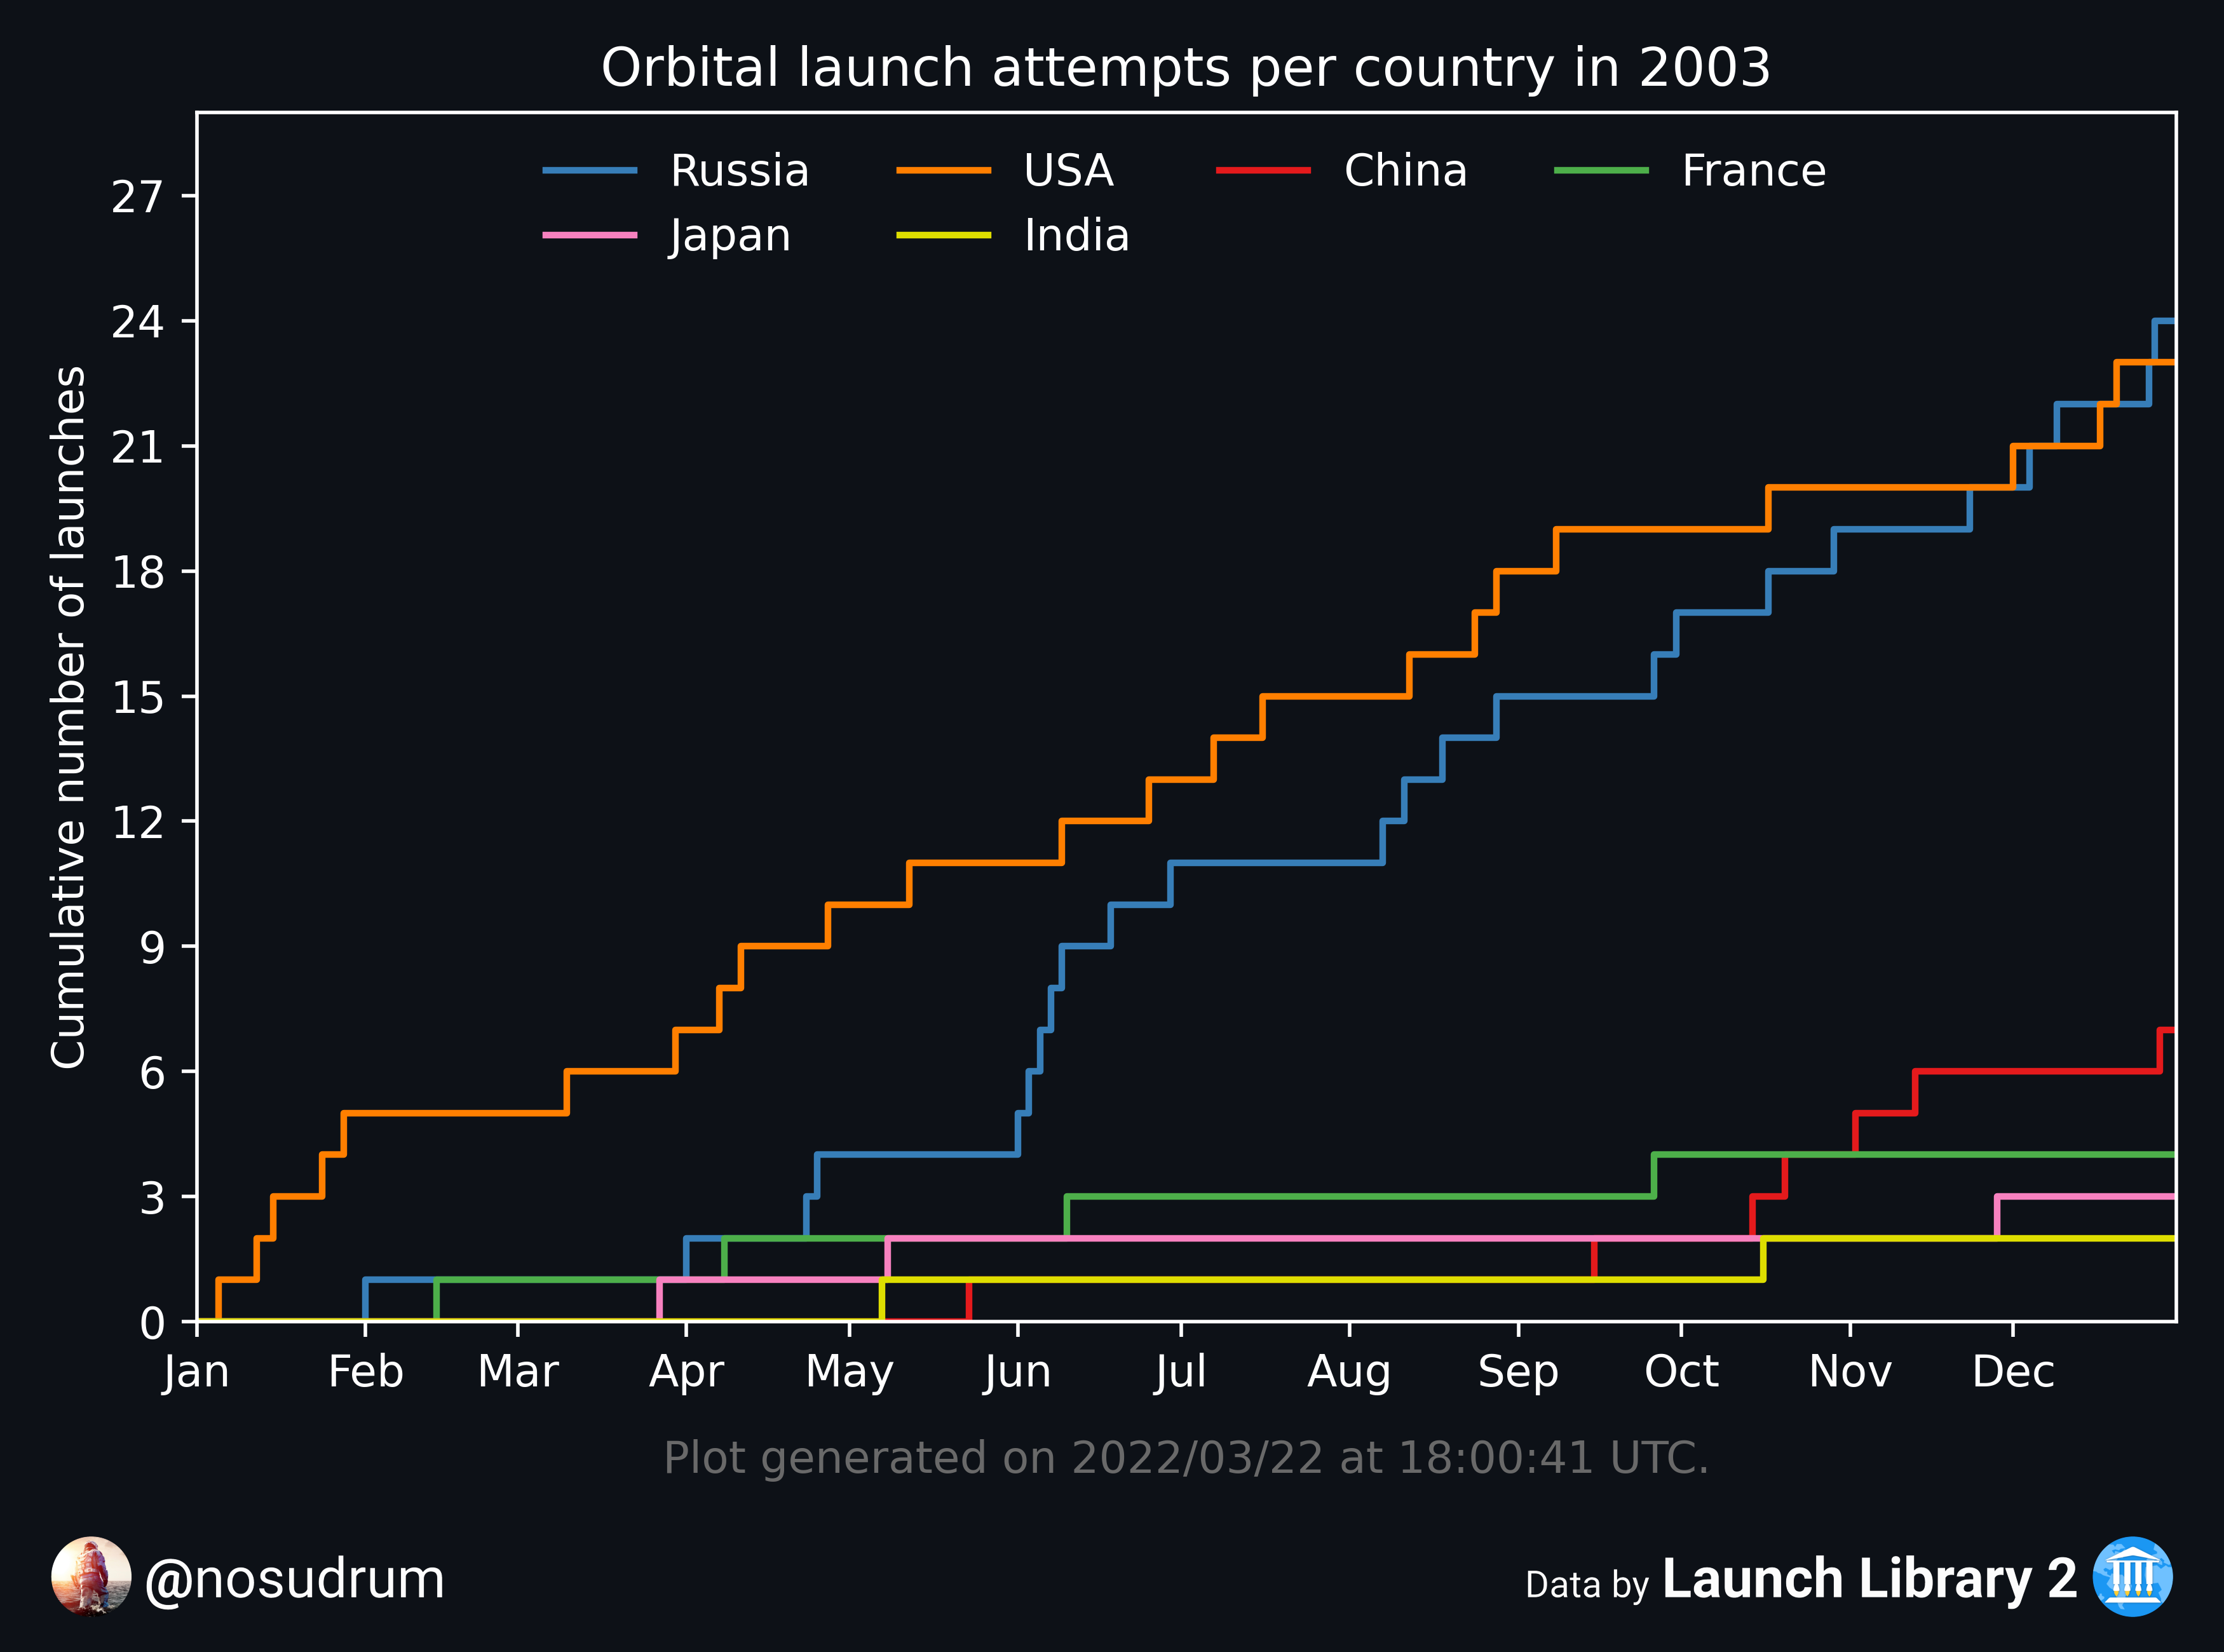 Orbital launch attempts per country in 2003
Russia USA China France
Japan India
Cumulative number of launches
27
24
21
18
15
12
9
6
3
0
Jan Feb Mar Apr May Jun Jul Aug Sep Oct Nov Dec
Plot generated on 2022/03/22 at 18:00:41 UTC.
@nosudrum
Data by Launch Library 2